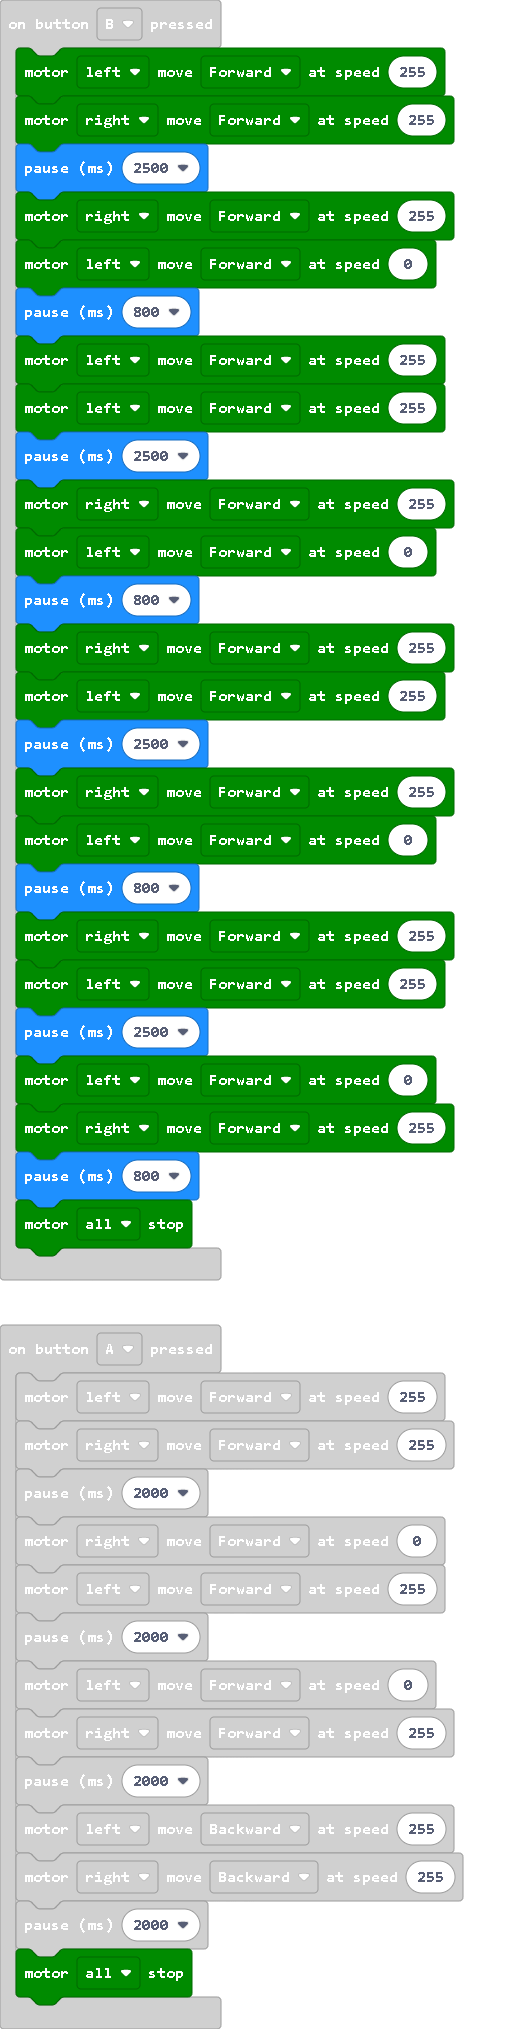 on button B pressed
motor left move Forward at speed 255
motor right move Forward at speed 255
pause (ms) 2500
motor right move Forward at speed 255
motor left move Forward at speed 0
pause (ms) 800
motor left move Forward at speed 255
motor left move Forward at speed 255
pause (ms) 2500
motor right move Forward at speed 255
motor left move Forward at speed 0
pause (ms) 800
motor right move Forward at speed 255
motor left move Forward at speed 255
pause (ms) 2500
motor right move Forward at speed 255
motor left move Forward at speed 0
pause (ms) 800
motor right move Forward at speed 255
motor left move Forward at speed 255
pause (ms) 2500
motor left move Forward at speed 0
motor right move Forward at speed 255
pause (ms) 800
motor all stop
on button A pressed
motor left move Forward at speed 255
motor right move Forward at speed 255
pause (ms) 2000
motor right move Forward at speed 0
motor left move Forward at speed 255
pause (ms) 2000
motor left move Forward at speed 0
motor right move Forward at speed 255
pause (ms) 2000
motor left move Backward at speed 255
motor right move Backward at speed 255
pause (ms) 2000
motor all stop